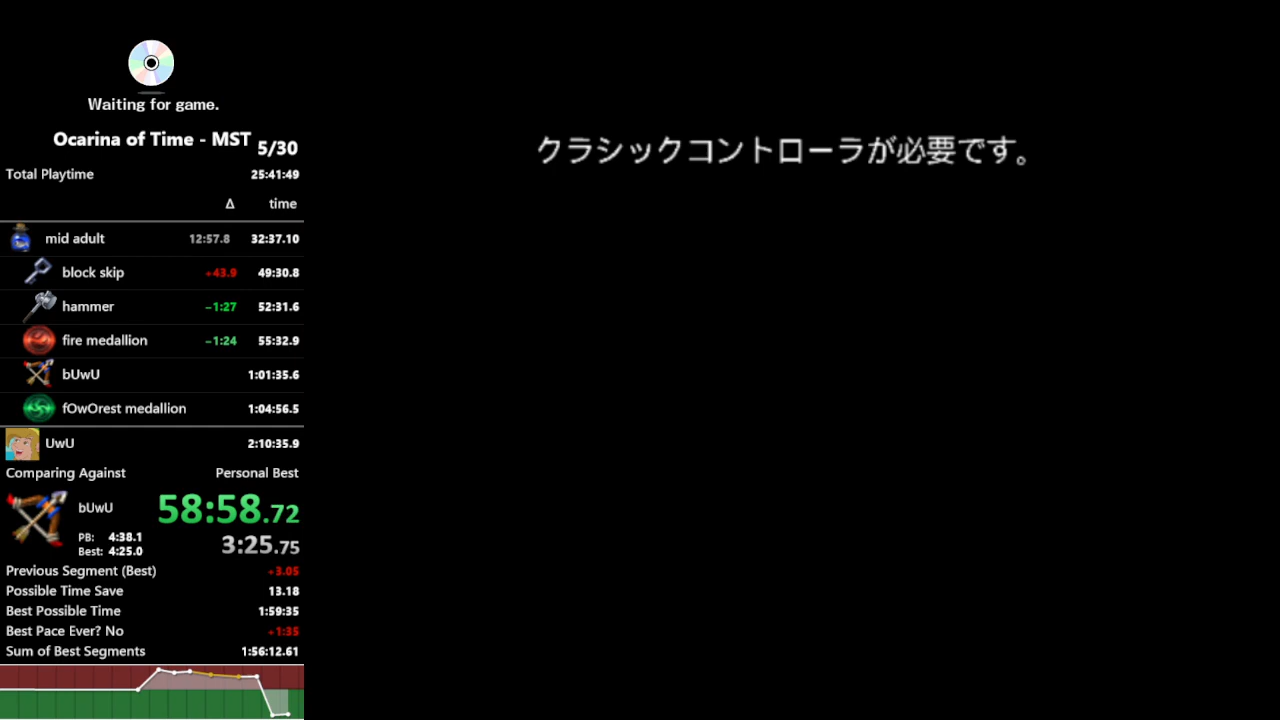 Waiting for game.
Ocarina of Time - MST 5/30
Total Playtime 25:41:49
Δ time
mid adult 12:57.8 32:37.10
block skip +43.9 49:30.8
hammer −1:27 52:31.6
fire medallion −1:24 55:32.9
bUwU 1:01:35.6
fOwOrest medallion 1:04:56.5
UwU 2:10:35.9
Comparing Against Personal Best
bUwU 58:58.72
PB: 4:38.1
Best: 4:25.0
3:25.75
Previous Segment (Best) +3.05
Possible Time Save 13.18
Best Possible Time 1:59:35
Best Pace Ever? No +1:35
Sum of Best Segments 1:56:12.61
クラシックコントローラが必要です。